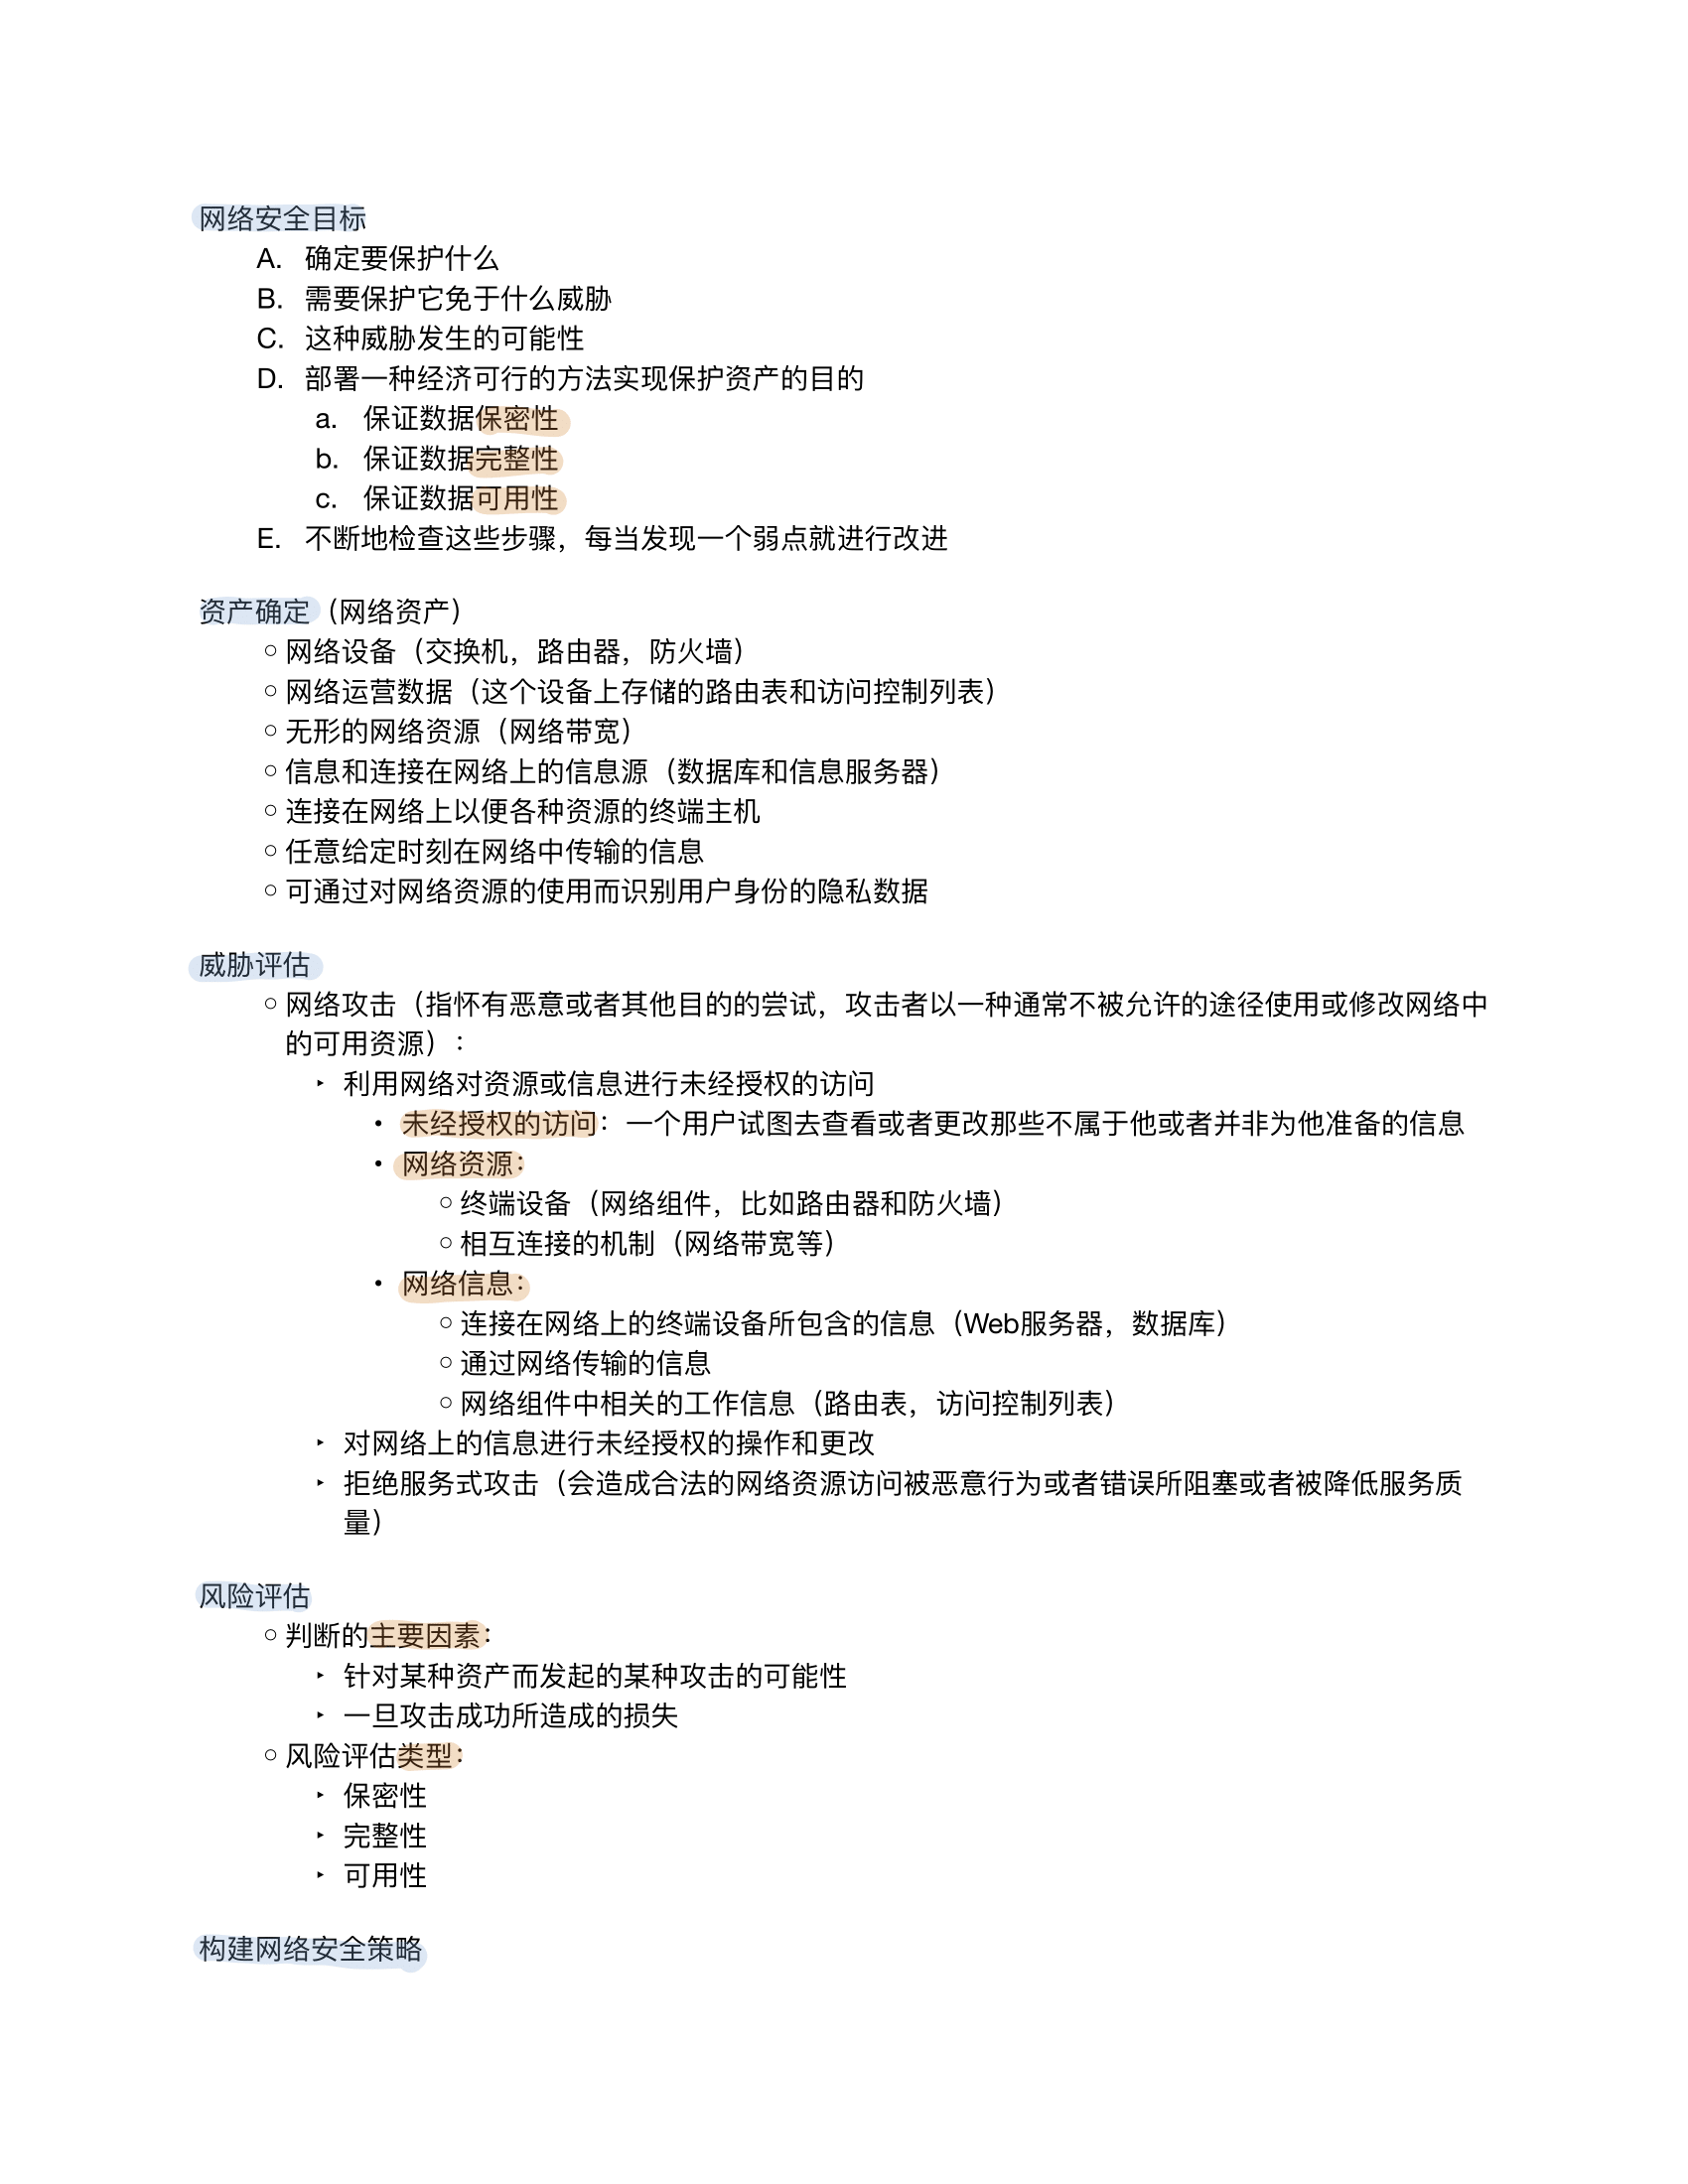 网络安全目标
A. 确定要保护什么
B. 需要保护它免于什么威胁
C. 这种威胁发生的可能性
D. 部署一种经济可行的方法实现保护资产的目的
a. 保证数据保密性
b. 保证数据完整性
c. 保证数据可用性
E. 不断地检查这些步骤，每当发现一个弱点就进行改进
资产确定（网络资产）
○ 网络设备（交换机，路由器，防火墙）
○ 网络运营数据（这个设备上存储的路由表和访问控制列表）
○ 无形的网络资源（网络带宽）
○ 信息和连接在网络上的信息源（数据库和信息服务器）
○ 连接在网络上以便各种资源的终端主机
○ 任意给定时刻在网络中传输的信息
○ 可通过对网络资源的使用而识别用户身份的隐私数据
威胁评估
○ 网络攻击（指怀有恶意或者其他目的的尝试，攻击者以一种通常不被允许的途径使用或修改网络中
的可用资源）：
‣ 利用网络对资源或信息进行未经授权的访问
• 未经授权的访问：一个用户试图去查看或者更改那些不属于他或者并非为他准备的信息
• 网络资源：
○ 终端设备（网络组件，比如路由器和防火墙）
○ 相互连接的机制（网络带宽等）
• 网络信息：
○ 连接在网络上的终端设备所包含的信息（Web服务器，数据库）
○ 通过网络传输的信息
○ 网络组件中相关的工作信息（路由表，访问控制列表）
‣ 对网络上的信息进行未经授权的操作和更改
‣ 拒绝服务式攻击（会造成合法的网络资源访问被恶意行为或者错误所阻塞或者被降低服务质
量）
风险评估
○ 判断的主要因素：
‣ 针对某种资产而发起的某种攻击的可能性
‣ 一旦攻击成功所造成的损失
○ 风险评估类型：
‣ 保密性
‣ 完整性
‣ 可用性
构建网络安全策略